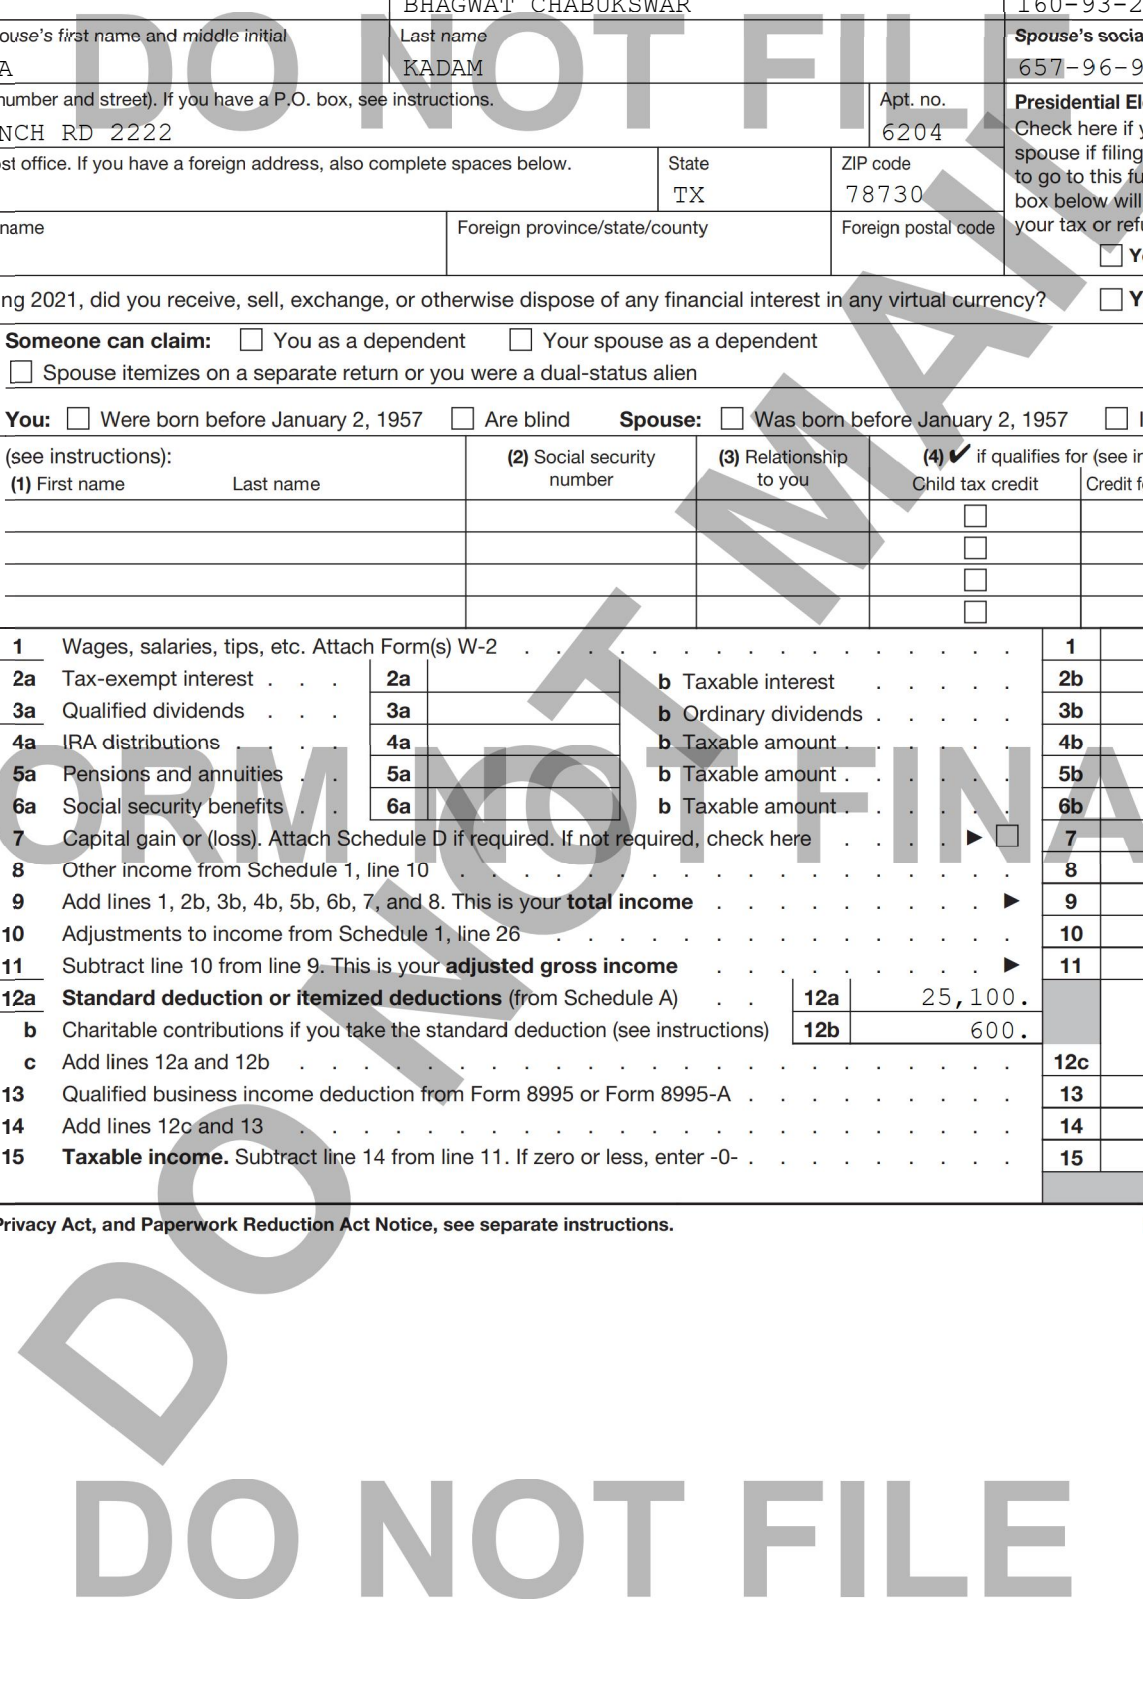 BHAGWAT CHABUKSWAR 160-93-2
ouse's first name and middle initial Last name Spouse's socia
A KADAM 657-96-9
number and street). If you have a P.O. box, see instructions. Apt. no. Presidential El
NCH RD 2222 6204 Check here if y
ost office. If you have a foreign address, also complete spaces below. State ZIP code spouse if filing
TX 78730 to go to this fu
box below will
name Foreign province/state/county Foreign postal code your tax or refu
Yo
ng 2021, did you receive, sell, exchange, or otherwise dispose of any financial interest in any virtual currency? Y
Someone can claim: You as a dependent Your spouse as a dependent
Spouse itemizes on a separate return or you were a dual-status alien
You: Were born before January 2, 1957 Are blind Spouse: Was born before January 2, 1957 I
(see instructions): (2) Social security (3) Relationship (4) ✔ if qualifies for (see in
(1) First name Last name number to you Child tax credit Credit f
1 Wages, salaries, tips, etc. Attach Form(s) W-2 . . . . . . . . . . . . . . . . 1
2a Tax-exempt interest . . . 2a b Taxable interest . . . . . 2b
3a Qualified dividends . . . 3a b Ordinary dividends . . . . . 3b
4a IRA distributions . . . . 4a b Taxable amount . . . . . . 4b
5a Pensions and annuities . . 5a b Taxable amount . . . . . . 5b
6a Social security benefits . . 6a b Taxable amount . . . . . . 6b
7 Capital gain or (loss). Attach Schedule D if required. If not required, check here . . . . ▶ 7
8 Other income from Schedule 1, line 10 . . . . . . . . . . . . . . . . . . 8
9 Add lines 1, 2b, 3b, 4b, 5b, 6b, 7, and 8. This is your total income . . . . . . . . . ▶ 9
10 Adjustments to income from Schedule 1, line 26 . . . . . . . . . . . . . . . 10
11 Subtract line 10 from line 9. This is your adjusted gross income . . . . . . . . . ▶ 11
12a Standard deduction or itemized deductions (from Schedule A) . . 12a 25,100.
b Charitable contributions if you take the standard deduction (see instructions) 12b 600.
c Add lines 12a and 12b . . . . . . . . . . . . . . . . . . . . . . . 12c
13 Qualified business income deduction from Form 8995 or Form 8995-A . . . . . . . . . 13
14 Add lines 12c and 13 . . . . . . . . . . . . . . . . . . . . . . . 14
15 Taxable income. Subtract line 14 from line 11. If zero or less, enter -0- . . . . . . . . . 15
Privacy Act, and Paperwork Reduction Act Notice, see separate instructions.
DO NOT FILE
DO NOT MAIL
ORM NOT FINA
DO NOT FILE